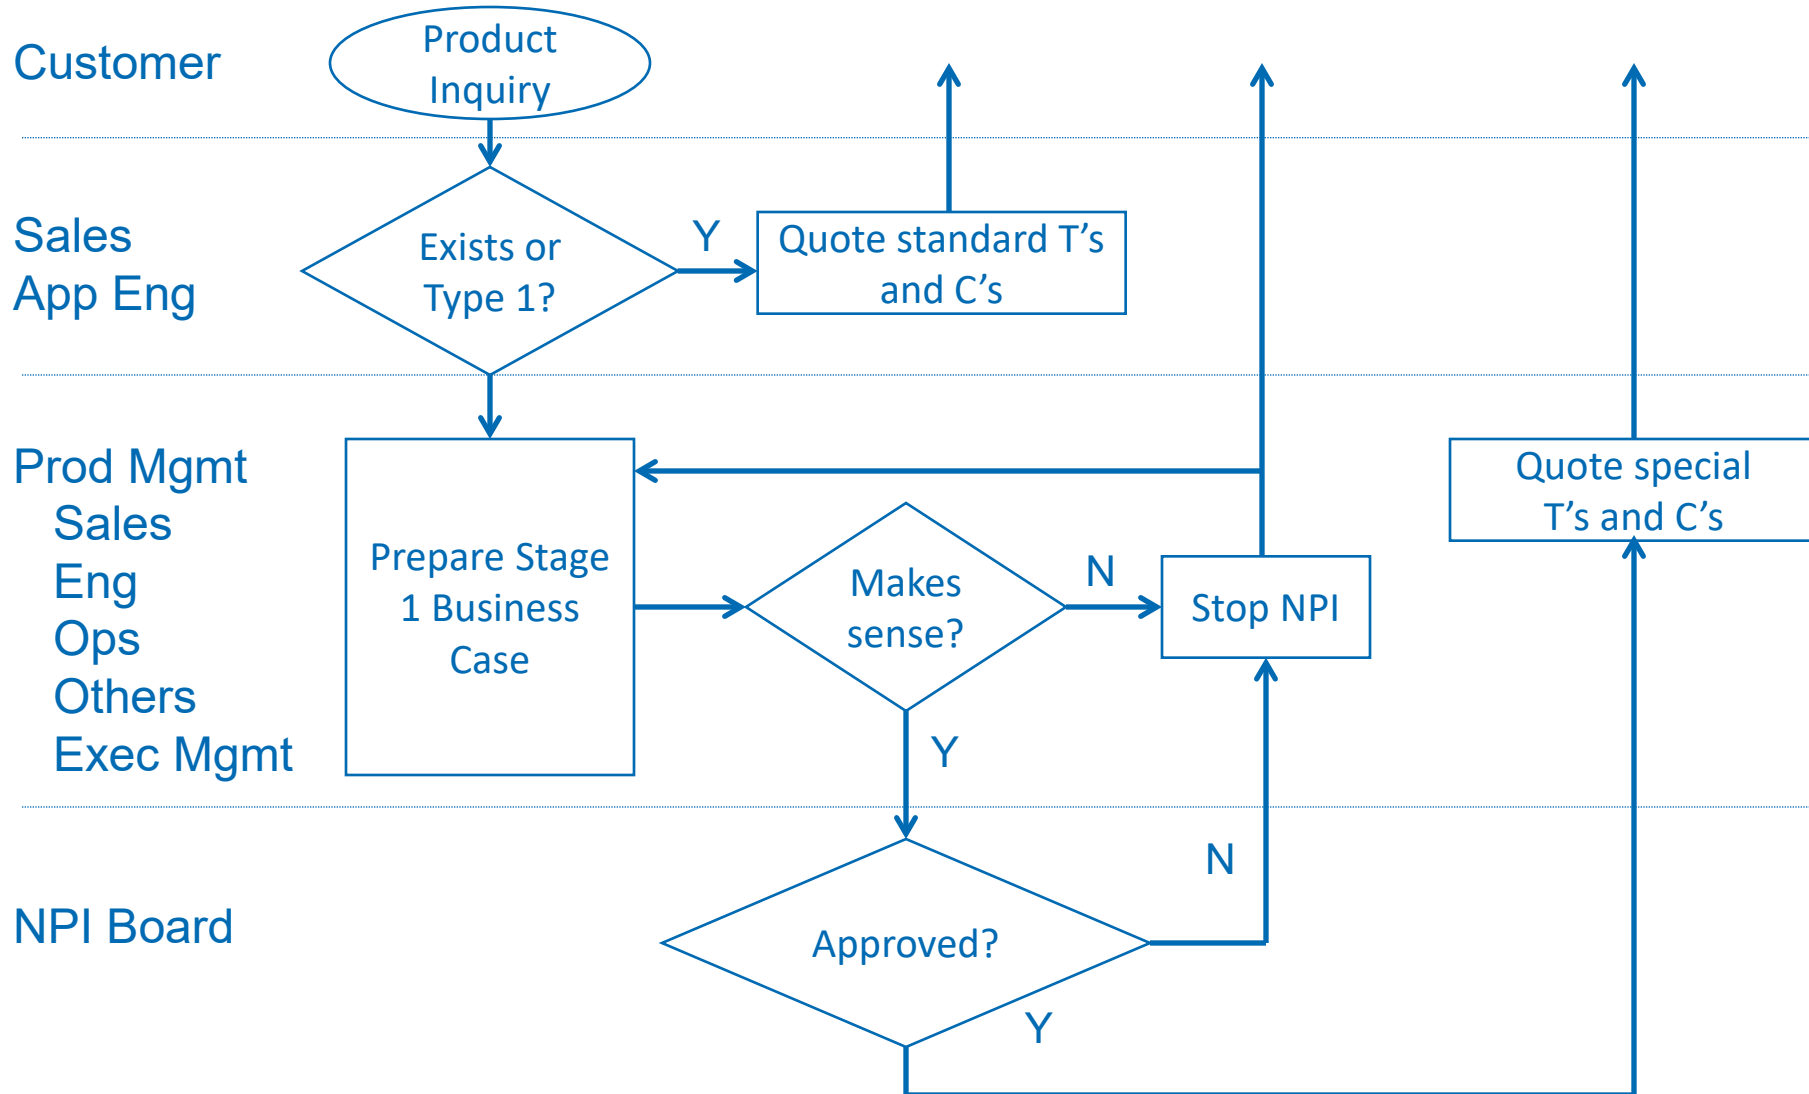 Customer
Product
Inquiry
Sales
App Eng
Exists or
Type 1?
Y
Quote standard T’s
and C’s
Prod Mgmt
Sales
Eng
Ops
Others
Exec Mgmt
Prepare Stage
1 Business
Case
Makes
sense?
N
Stop NPI
Quote special
T’s and C’s
Y
NPI Board
Approved?
N
Y